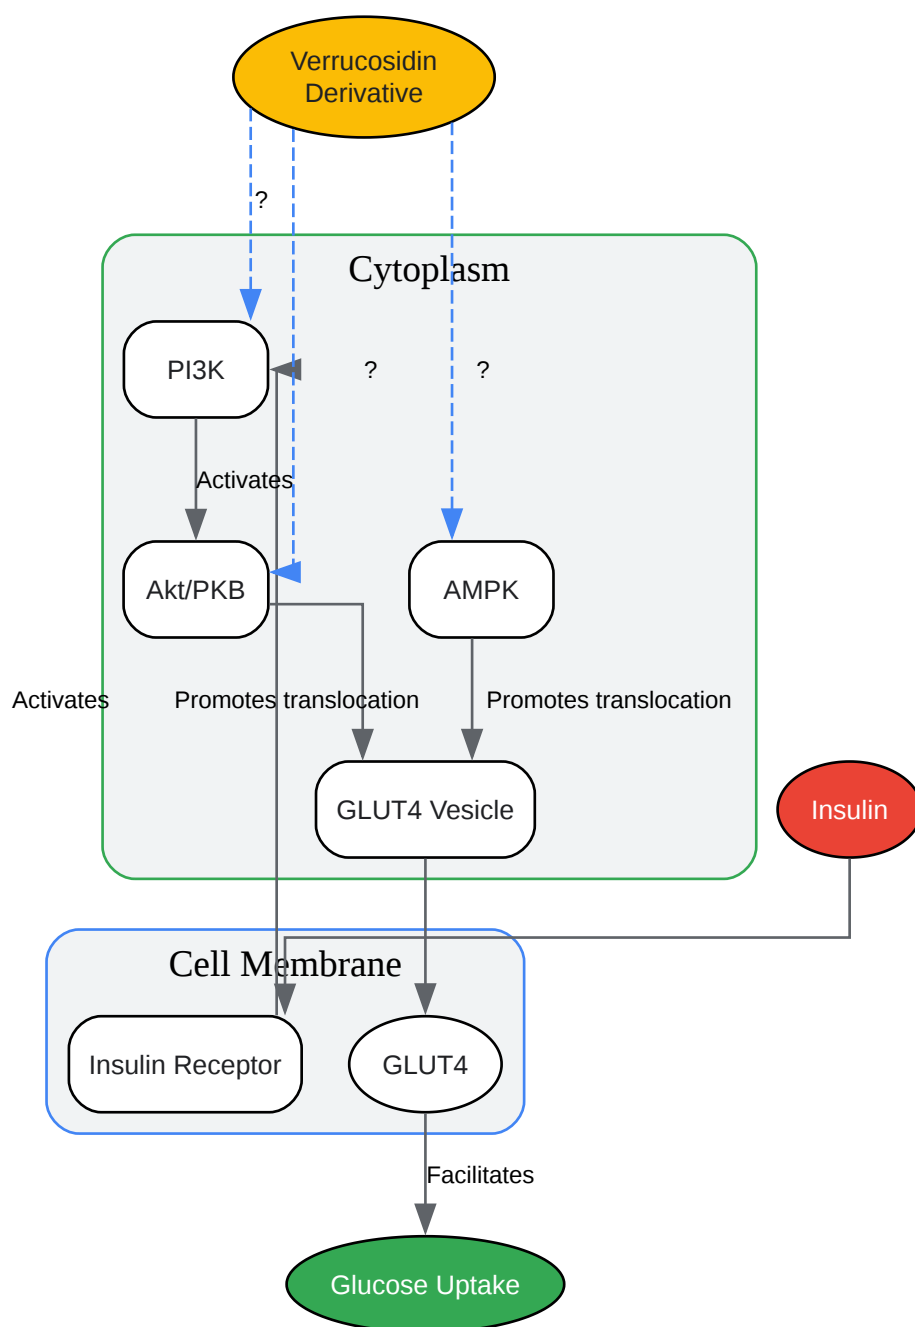 Verrucosidin
Derivative
?
Cytoplasm
PI3K
?
?
Activates
Akt/PKB
AMPK
Activates
Promotes translocation
Promotes translocation
GLUT4 Vesicle
Insulin
Cell Membrane
Insulin Receptor
GLUT4
Facilitates
Glucose Uptake